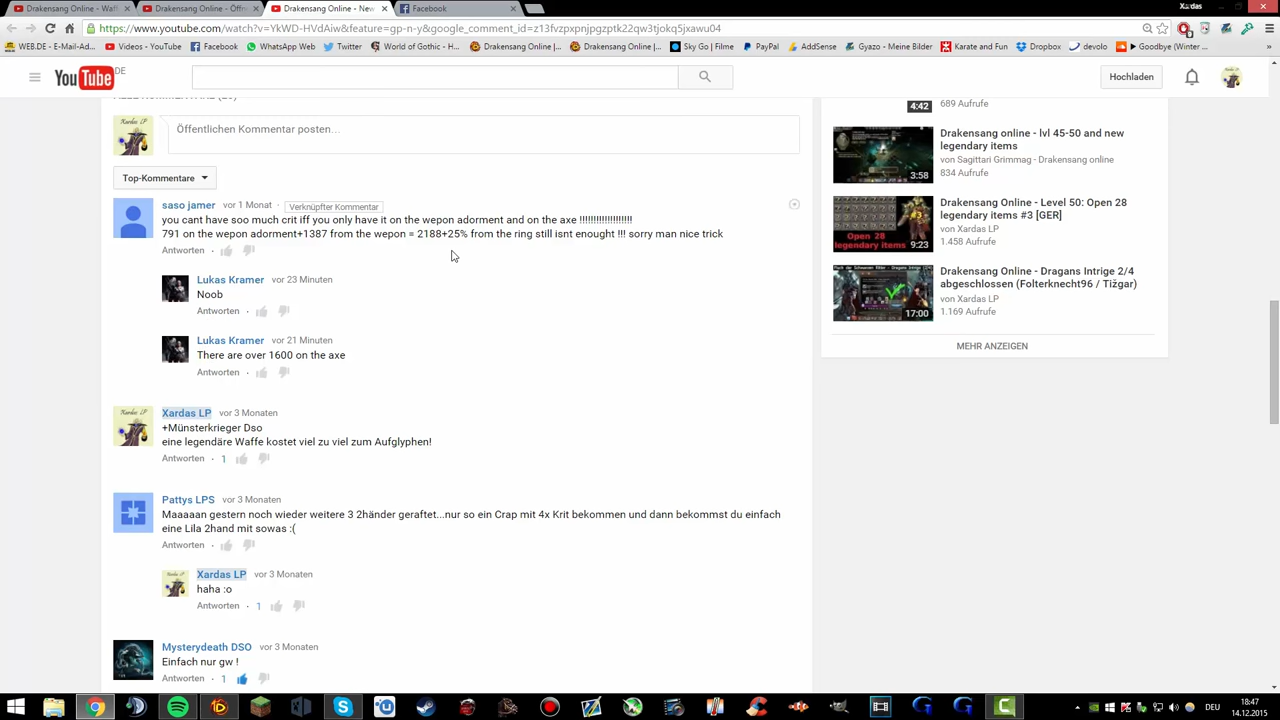 Drakensang Online - Waff
Drakensang Online - Öffn
Drakensang Online - New
Facebook
Xardas
https://www.youtube.com/watch?v=YkWD-HVdAiw&feature=gp-n-y&google_comment_id=z13fvzxpnjpgzptk22qw3tjokq5jxawu04
WEB.DE - E-Mail-Ad...
Videos - YouTube
Facebook
WhatsApp Web
Twitter
World of Gothic - H...
Drakensang Online |...
Drakensang Online |...
Sky Go | Filme
PayPal
AddSense
Gyazo - Meine Bilder
Karate and Fun
Dropbox
devolo
Goodbye (Winter ...
YouTube DE
Hochladen
Öffentlichen Kommentar posten...
Top-Kommentare
saso jamer vor 1 Monat · Verknüpfter Kommentar
you cant have soo much crit iff you only have it on the wepon adorment and on the axe !!!!!!!!!!!!!!!!!!!
791 on the wepon adorment+1387 from the wepon = 2188+25% from the ring still isnt enought !!! sorry man nice trick
Antworten ·
Lukas Kramer vor 23 Minuten
Noob
Antworten ·
Lukas Kramer vor 21 Minuten
There are over 1600 on the axe
Antworten ·
Xardas LP vor 3 Monaten
+Münsterkrieger Dso
eine legendäre Waffe kostet viel zu viel zum Aufglyphen!
Antworten · 1
Pattys LPS vor 3 Monaten
Maaaaan gestern noch wieder weitere 3 2händer geraftet...nur so ein Crap mit 4x Krit bekommen und dann bekommst du einfach
eine Lila 2hand mit sowas :(
Antworten ·
Xardas LP vor 3 Monaten
haha :o
Antworten · 1
Mysterydeath DSO vor 3 Monaten
Einfach nur gw !
Antworten · 1
4:42
689 Aufrufe
3:58
Drakensang online - lvl 45-50 and new
legendary items
von Sagittari Grimmag - Drakensang online
834 Aufrufe
Open 28
legendary items
9:23
Drakensang Online - Level 50: Open 28
legendary items #3 [GER]
von Xardas LP
1.458 Aufrufe
17:00
Drakensang Online - Dragans Intrige 2/4
abgeschlossen (Folterknecht96 / Tižgar)
von Xardas LP
1.169 Aufrufe
MEHR ANZEIGEN
DEU
18:47
14.12.2015